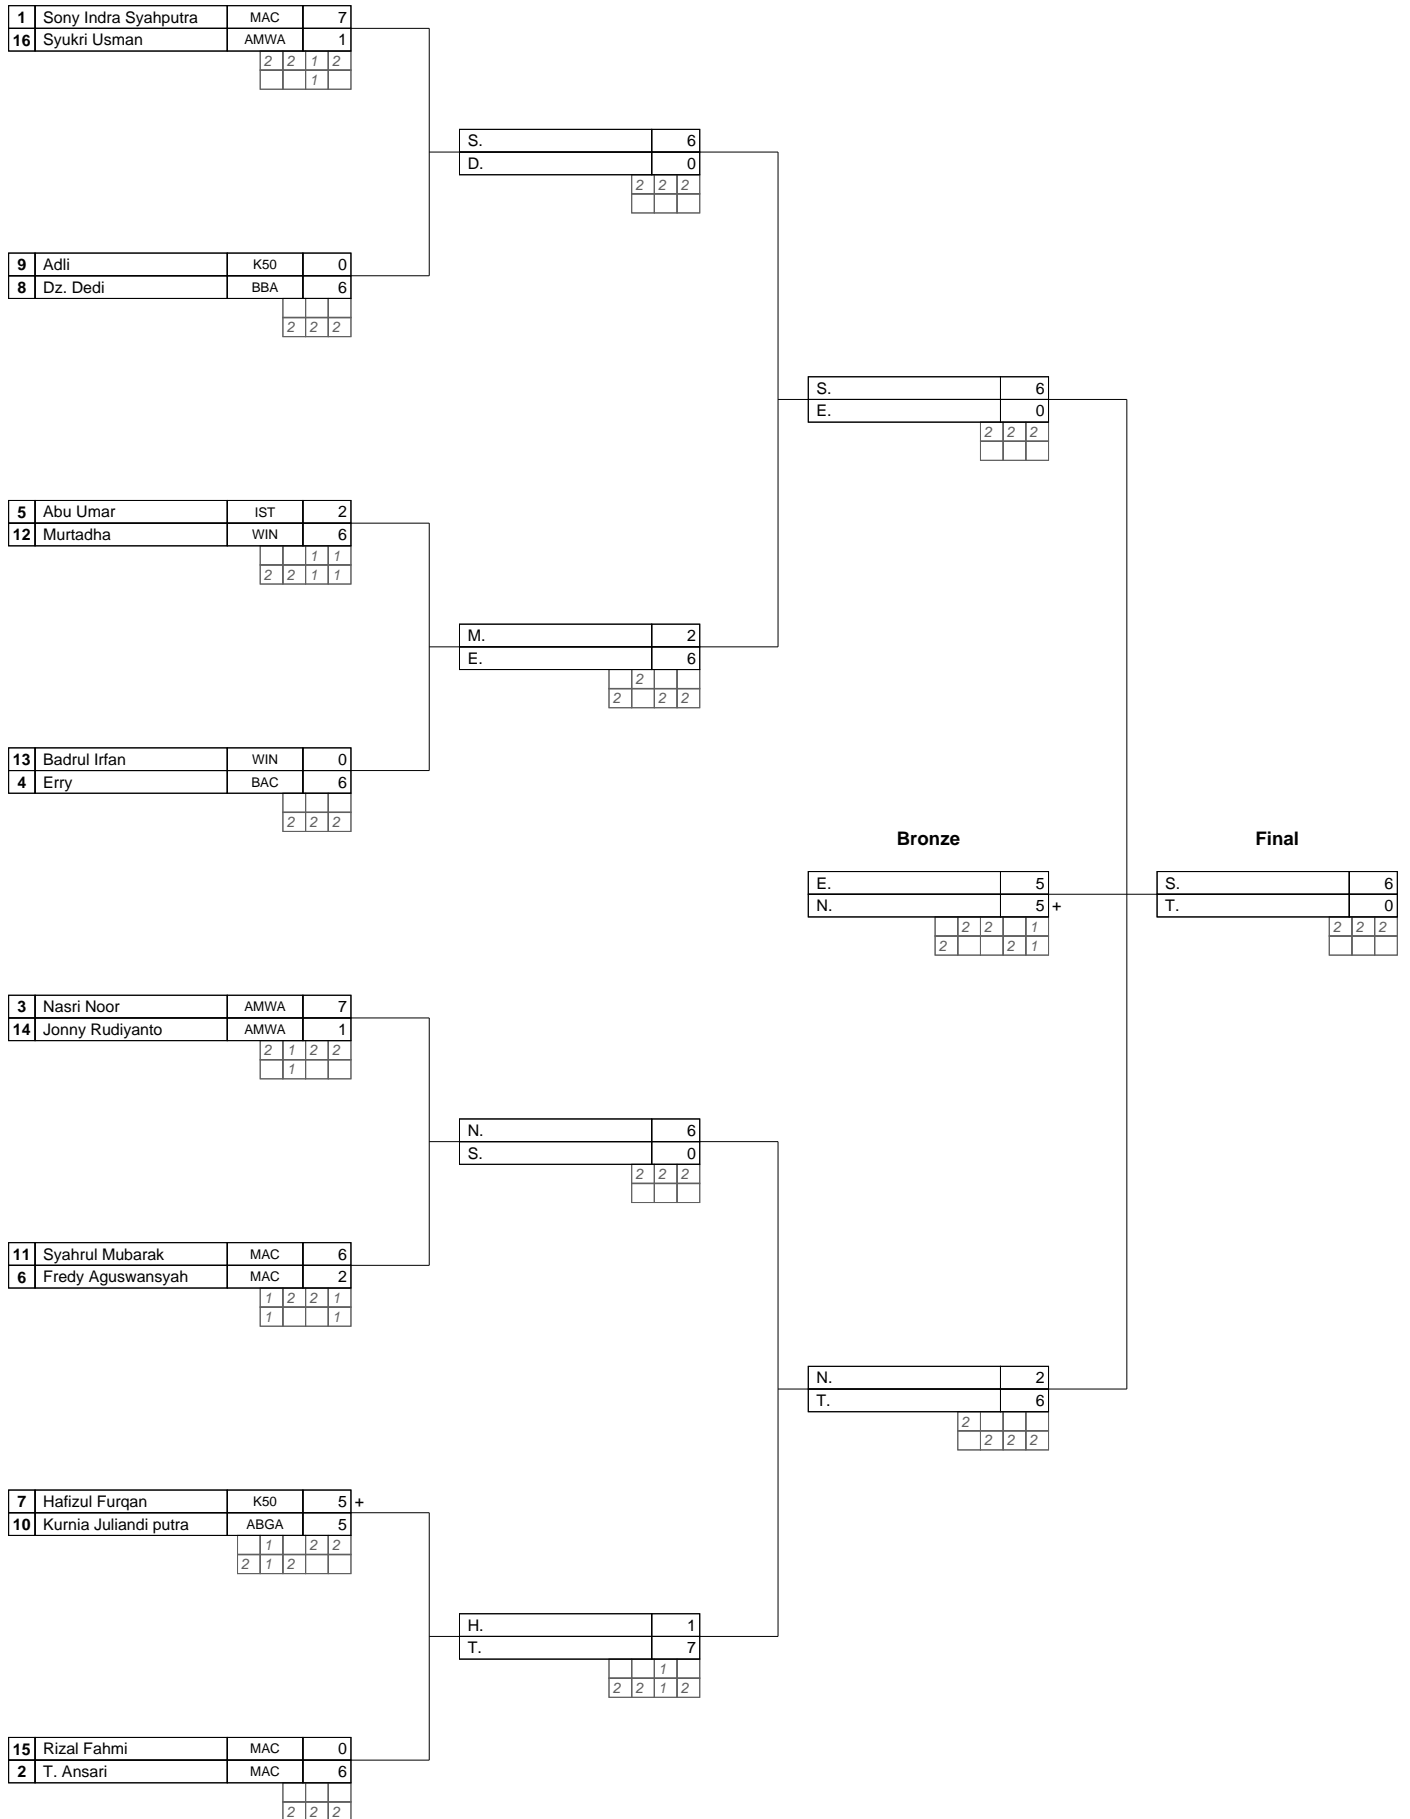 1 Sony Indra Syahputra MAC 7
16 Syukri Usman AMWA 1
2 2 1 2
1
S. 6
D. 0
2 2 2
9 Adli K50 0
8 Dz. Dedi BBA 6
2 2 2
S. 6
E. 0
2 2 2
5 Abu Umar IST 2
12 Murtadha WIN 6
1 1
2 2 1 1
M. 2
E. 6
2
2 2 2
13 Badrul Irfan WIN 0
4 Erry BAC 6
2 2 2
Bronze Final
E. 5
N. 5 +
2 2 1
2 2 1
S. 6
T. 0
2 2 2
3 Nasri Noor AMWA 7
14 Jonny Rudiyanto AMWA 1
2 1 2 2
1
N. 6
S. 0
2 2 2
11 Syahrul Mubarak MAC 6
6 Fredy Aguswansyah MAC 2
1 2 2 1
1 1
N. 2
T. 6
2
2 2 2
7 Hafizul Furqan K50 5 +
10 Kurnia Juliandi putra ABGA 5
1 2 2
2 1 2
H. 1
T. 7
1
2 2 1 2
15 Rizal Fahmi MAC 0
2 T. Ansari MAC 6
2 2 2